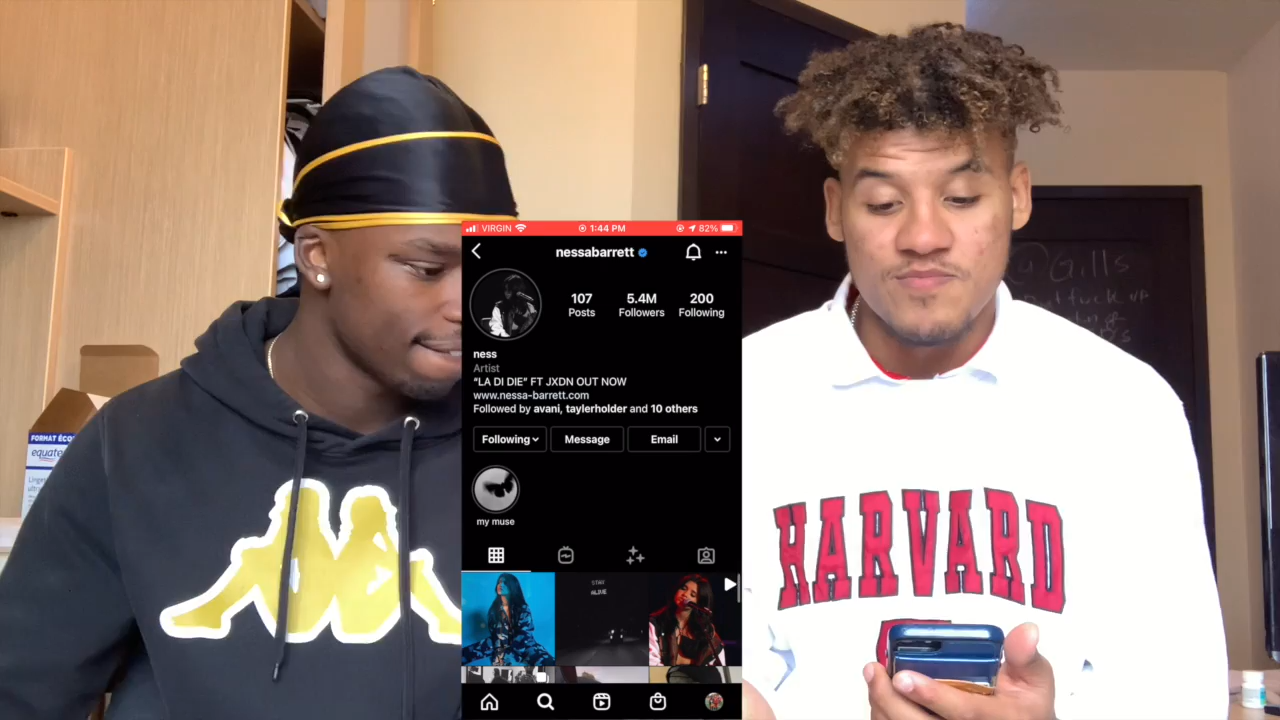 VIRGIN
1:44 PM
82%
nessabarrett
107
5.4M
200
Posts
Followers
Following
ness
Artist
"LA DI DIE" FT JXDN OUT NOW
www.nessa-barrett.com
Followed by avani, taylerholder and 10 others
Following
Message
Email
my muse
STAY
ALIVE
FORMAT ÉCO
equate
HARVARD
Gills